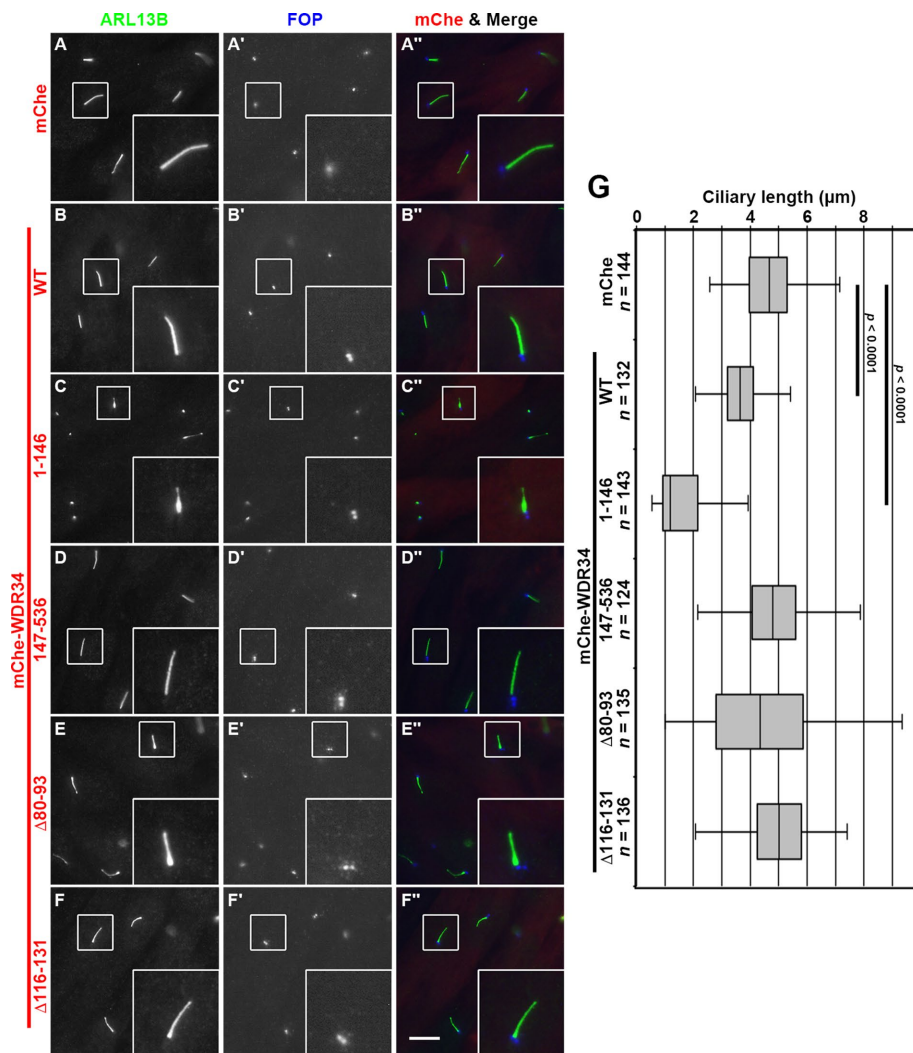 ARL13B FOP mChe & Merge
A A' A"
mChe
B B' B"
WT
C C' C"
1-146
D D' D"
147-536
E E' E"
Δ80-93
F F' F"
Δ116-131
mChe-WDR34
G
Ciliary length (µm)
0 2 4 6 8
mChe
n = 144
WT
n = 132
1-146
n = 143
147-536
n = 124
Δ80-93
n = 135
Δ116-131
n = 136
mChe-WDR34
p < 0.0001
p < 0.0001